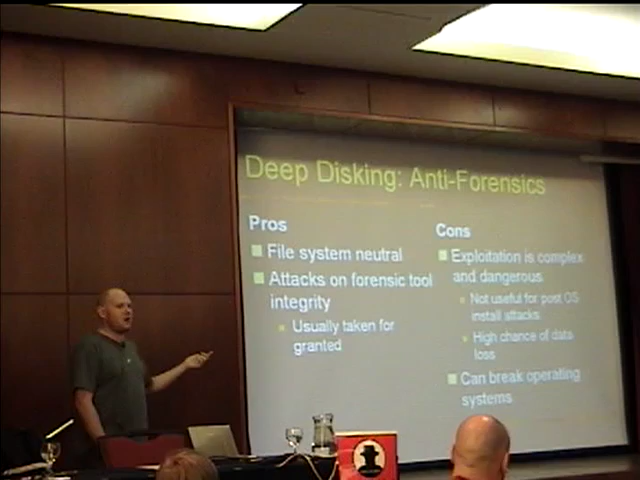 Deep Disking: Anti-Forensics
Pros
File system neutral
Attacks on forensic tool
integrity
Usually taken for
granted
Cons
Exploitation is complex
and dangerous
Not useful for post OS
install attacks
High chance of data
loss
Can break operating
systems